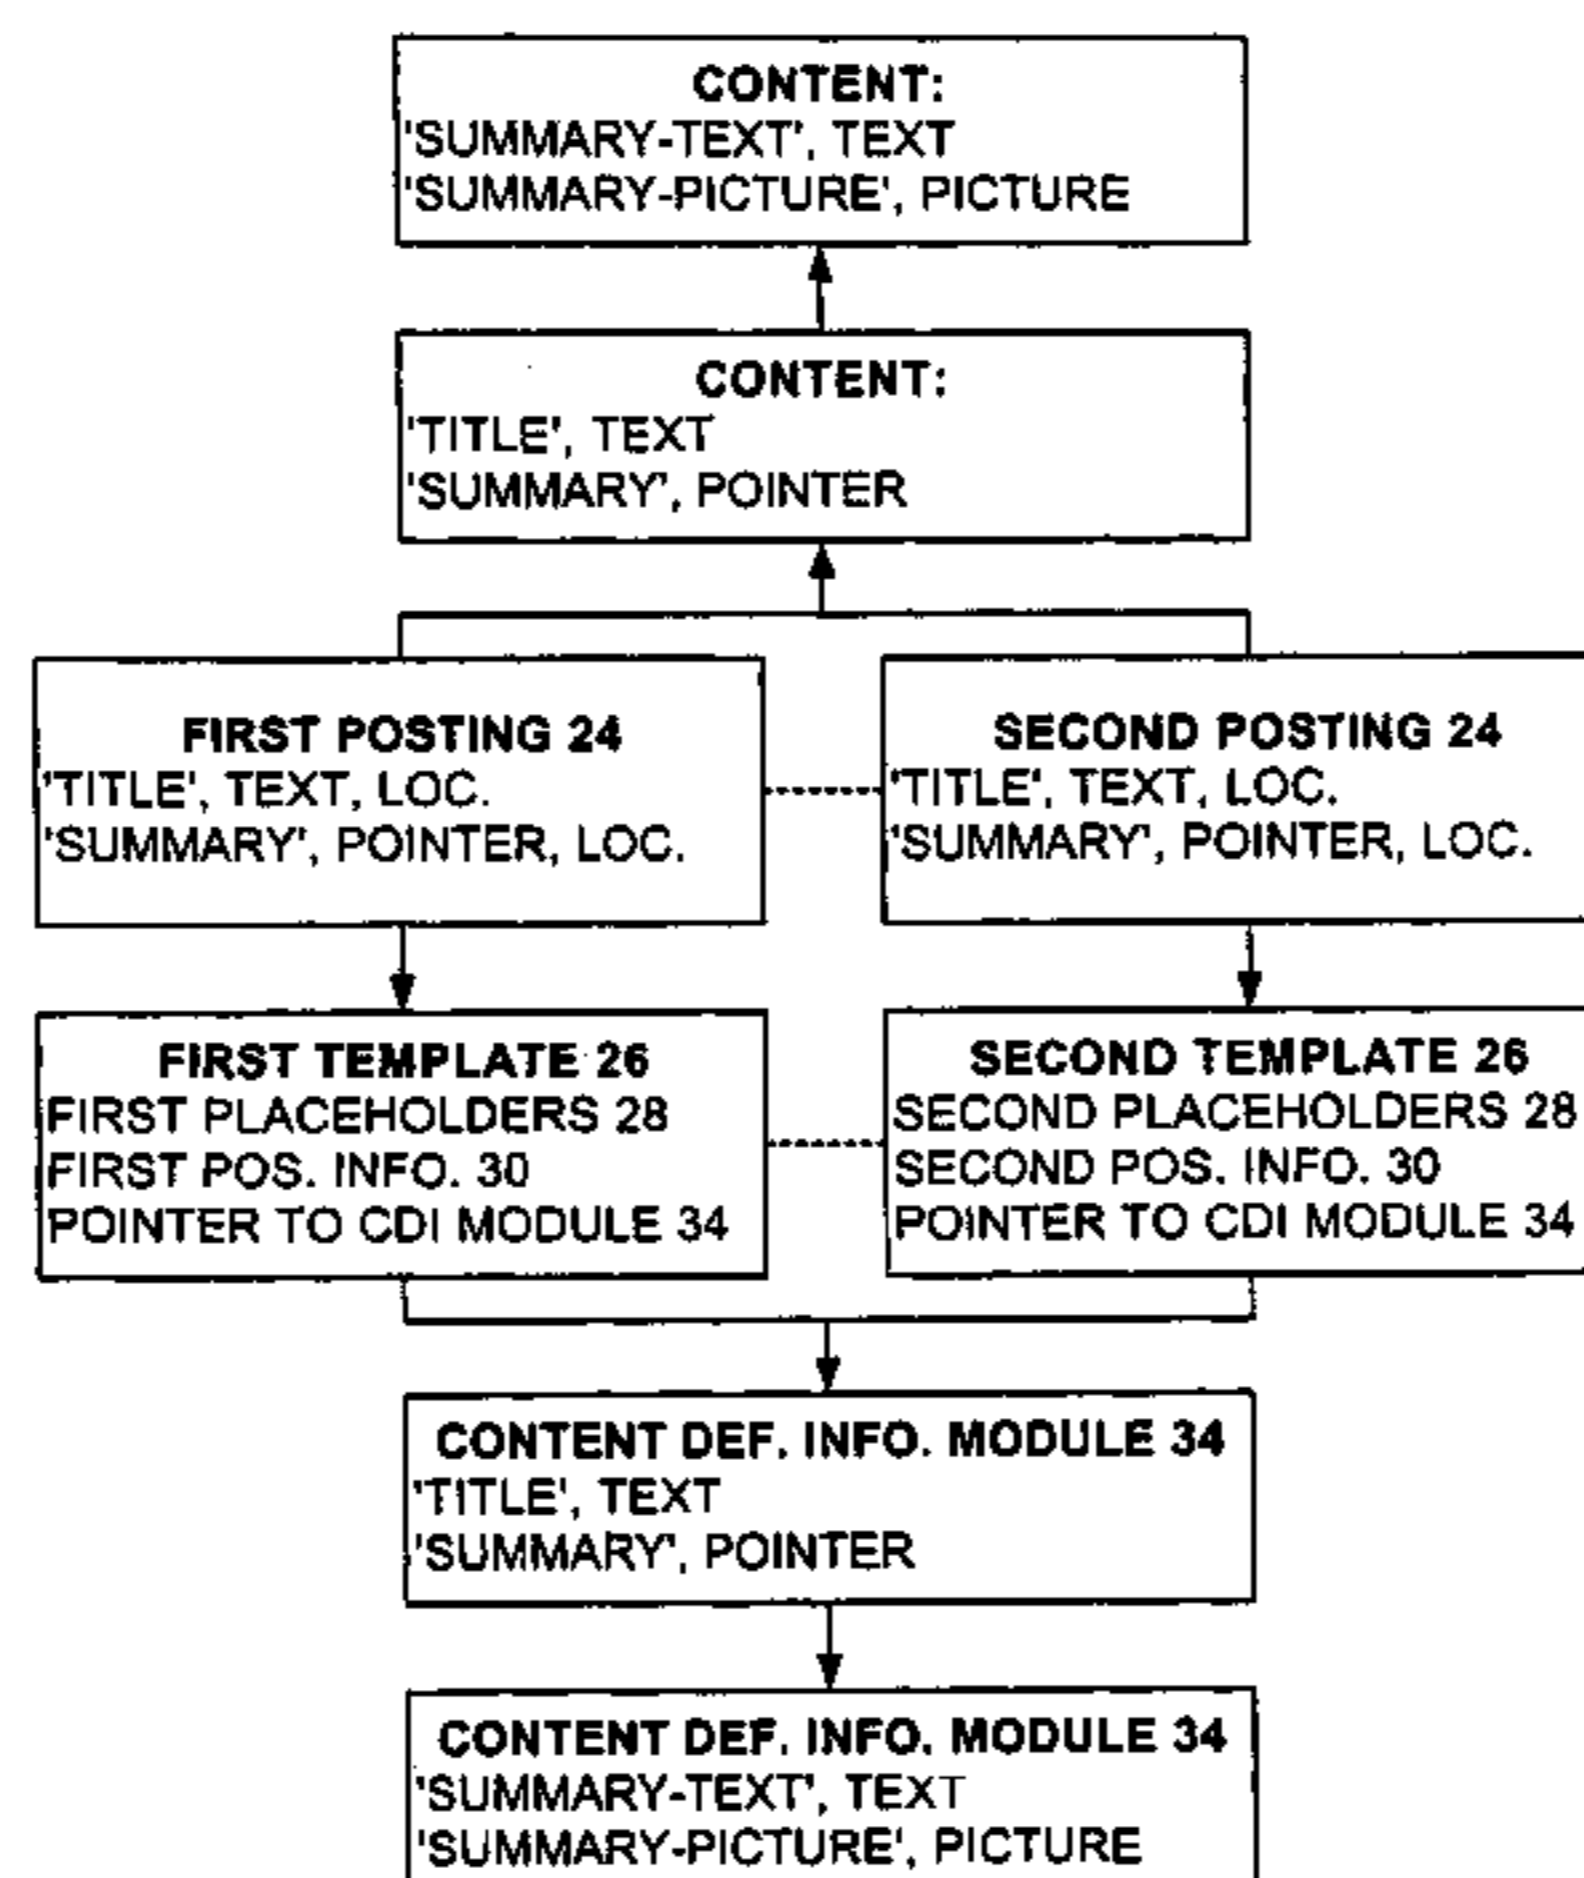 CONTENT:
'SUMMARY-TEXT', TEXT
'SUMMARY-PICTURE', PICTURE
CONTENT:
'TITLE', TEXT
'SUMMARY', POINTER
FIRST POSTING 24
'TITLE', TEXT, LOC.
'SUMMARY', POINTER, LOC.
SECOND POSTING 24
'TITLE', TEXT, LOC.
'SUMMARY', POINTER, LOC.
FIRST TEMPLATE 26
FIRST PLACEHOLDERS 28
FIRST POS. INFO. 30
POINTER TO CDI MODULE 34
SECOND TEMPLATE 26
SECOND PLACEHOLDERS 28
SECOND POS. INFO. 30
POINTER TO CDI MODULE 34
CONTENT DEF. INFO. MODULE 34
'TITLE', TEXT
'SUMMARY', POINTER
CONTENT DEF. INFO. MODULE 34
'SUMMARY-TEXT', TEXT
'SUMMARY-PICTURE', PICTURE